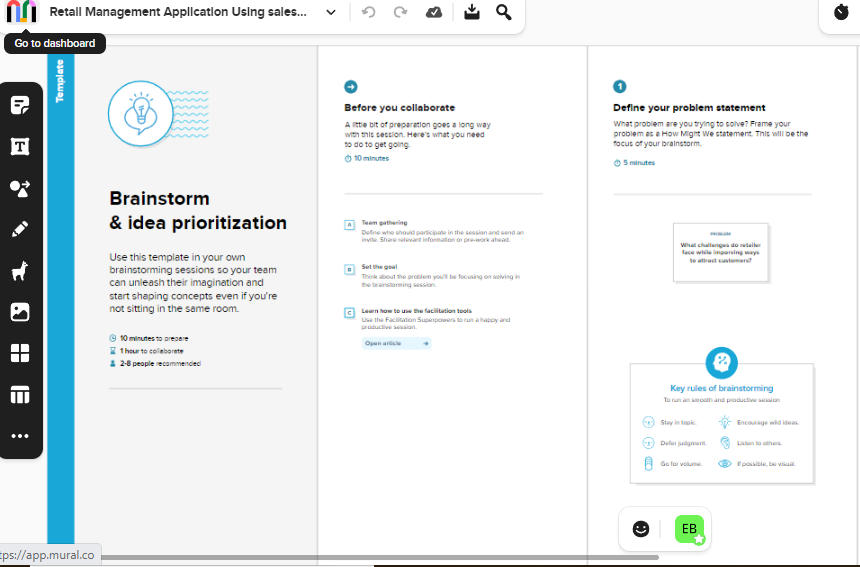 Retail Management Application Using sales...
Go to dashboard
Template
Brainstorm
& idea prioritization
Use this template in your own
brainstorming sessions so your team
can unleash their imagination and
start shaping concepts even if you're
not sitting in the same room.
10 minutes to prepare
1 hour to collaborate
2-8 people recommended
Before you collaborate
A little bit of preparation goes a long way
with this session. Here's what you need
to do to get going.
10 minutes
A
Team gathering
Define who should participate in the session and send an
invite. Share relevant information or pre-work ahead.
B
Set the goal
Think about the problem you'll be focusing on solving in
the brainstorming session.
C
Learn how to use the facilitation tools
Use the Facilitation Superpowers to run a happy and
productive session.
Open article
1
Define your problem statement
What problem are you trying to solve? Frame your
problem as a How Might We statement. This will be the
focus of your brainstorm.
5 minutes
PROBLEM
What challenges do retailer
face while imporving ways
to attract customers?
Key rules of brainstorming
To run an smooth and productive session
Stay in topic.
Encourage wild ideas.
Defer judgment.
Listen to others.
Go for volume.
If possible, be visual.
T
EB
tps://app.mural.co